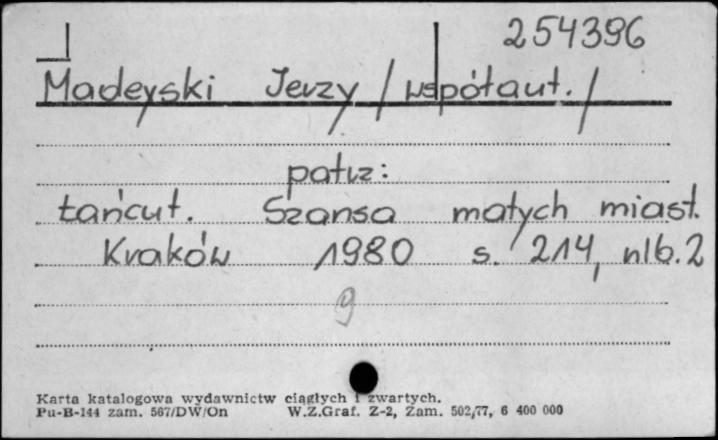 254396
Madeyski Jerzy /współaut./
patrz:
Łańcut. Szansa małych miast.
Kraków 1980 s. 214, nlb. 2
9
Karta katalogowa wydawnictw ciągłych i zwartych.
Pu-B-144 zam. 567/DW/On W.Z.Graf. Z-2, Zam. 502/77, 6 400 000